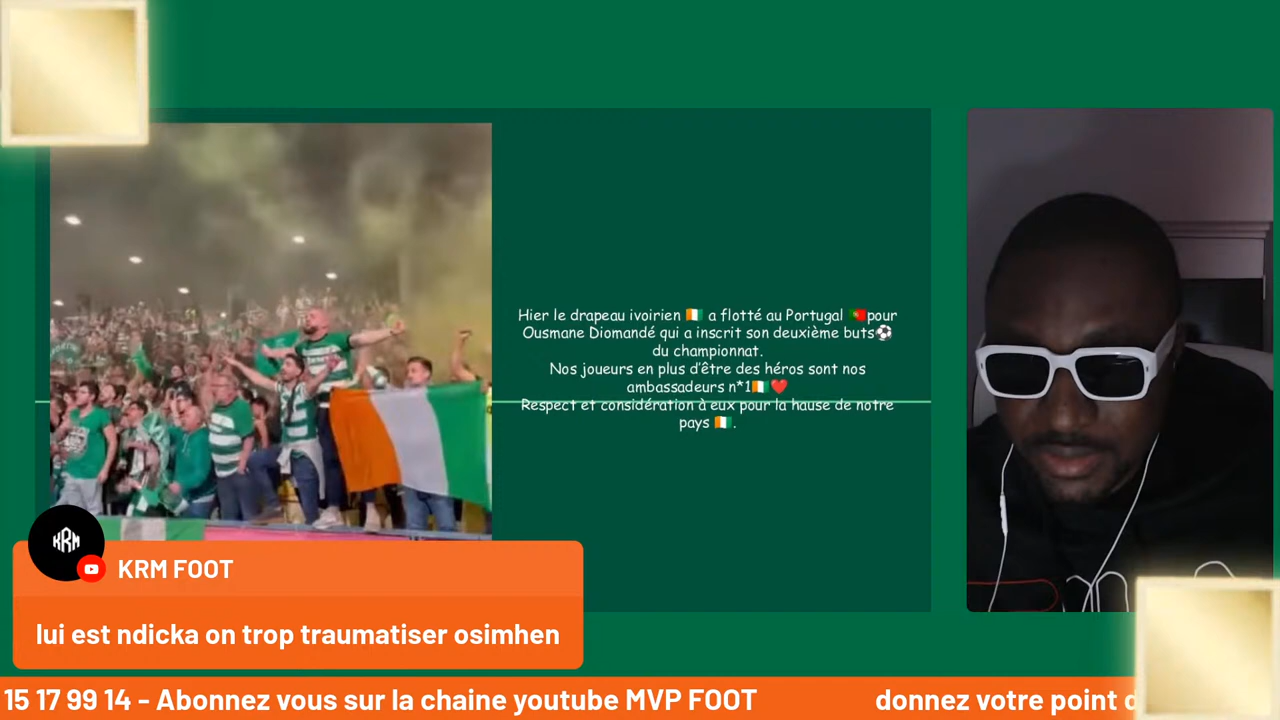 Hier le drapeau ivoirien 🇨🇮 a flotté au Portugal 🇵🇹pour
Ousmane Diomandé qui a inscrit son deuxième buts⚽
du championnat.
Nos joueurs en plus d'être des héros sont nos
ambassadeurs n*1🇨🇮❤️
Respect et considération à eux pour la hause de notre
pays 🇨🇮.
KRM
KRM FOOT
lui est ndicka on trop traumatiser osimhen
15 17 99 14 - Abonnez vous sur la chaine youtube MVP FOOT
donnez votre point